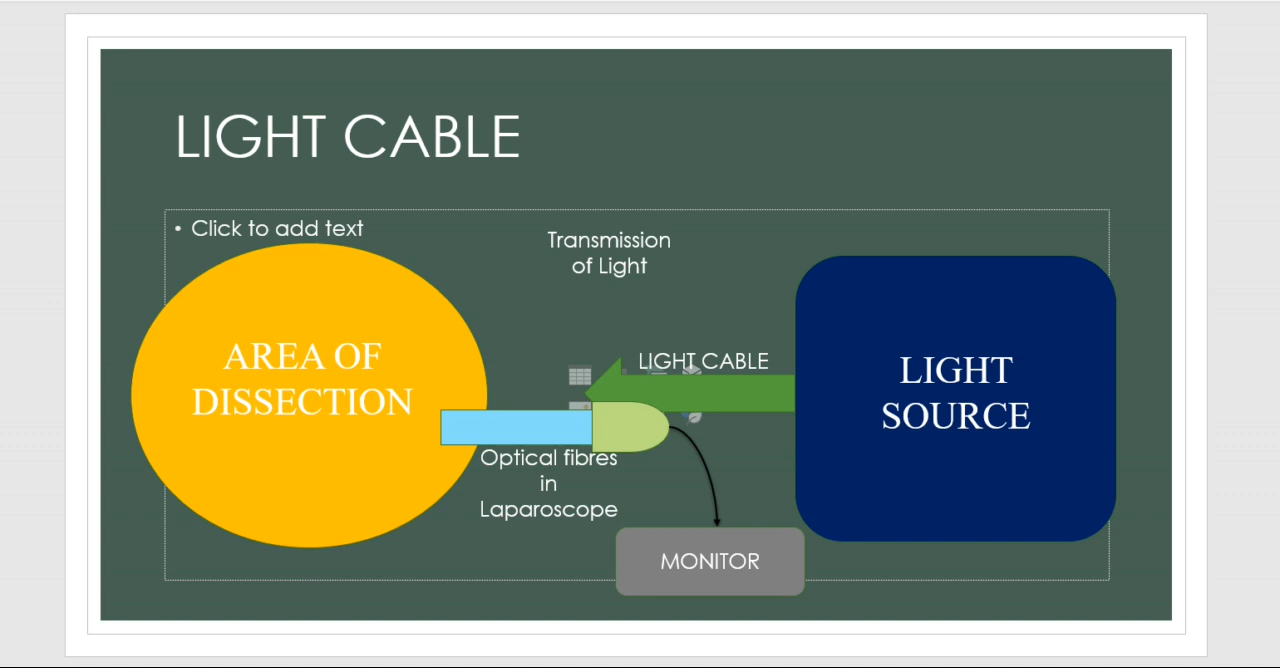 LIGHT CABLE
• Click to add text
Transmission
of Light
LIGHT CABLE
AREA OF
DISSECTION
LIGHT
SOURCE
Optical fibres
in
Laparoscope
MONITOR